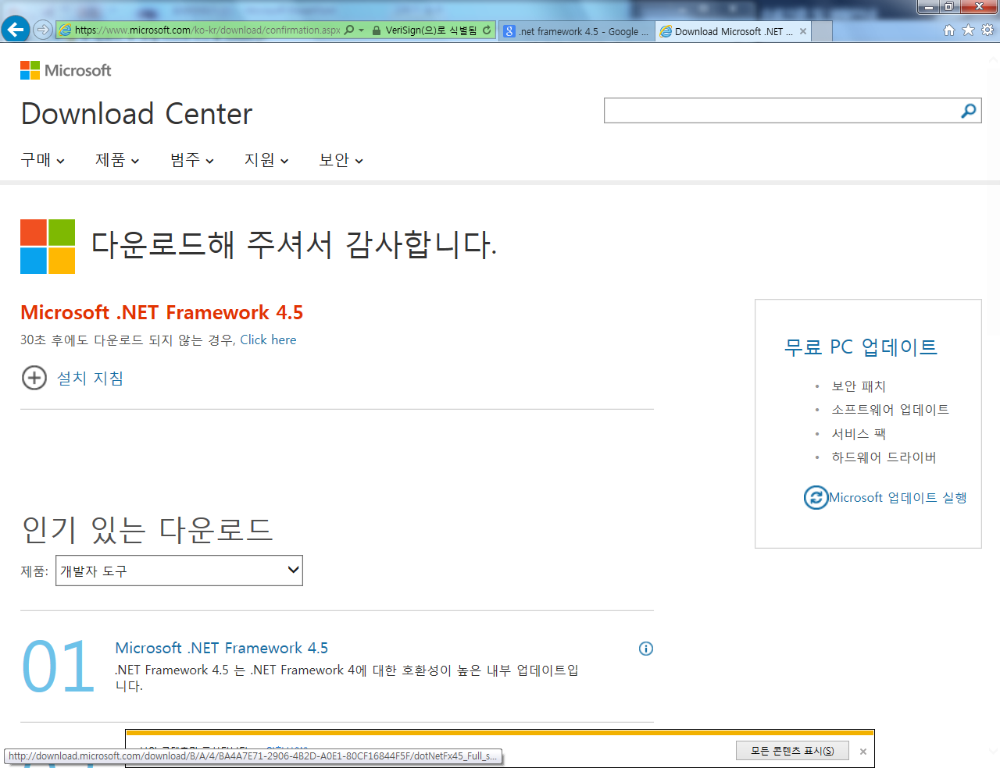 https://www.microsoft.com/ko-kr/download/confirmation.aspx
VeriSign(으)로 식별됨
.net framework 4.5 - Google ...
Download Microsoft .NET ...
Microsoft
Download Center
구매 제품 범주 지원 보안
다운로드해 주셔서 감사합니다.
Microsoft .NET Framework 4.5
30초 후에도 다운로드 되지 않는 경우, Click here
설치 지침
무료 PC 업데이트
• 보안 패치
• 소프트웨어 업데이트
• 서비스 팩
• 하드웨어 드라이버
Microsoft 업데이트 실행
인기 있는 다운로드
제품: 개발자 도구
01
Microsoft .NET Framework 4.5
.NET Framework 4.5 는 .NET Framework 4에 대한 호환성이 높은 내부 업데이트입
니다.
모든 콘텐츠 표시(S)
http://download.microsoft.com/download/B/A/4/BA4A7E71-2906-4B2D-A0E1-80CF16844F5F/dotNetFx45_Full_s...